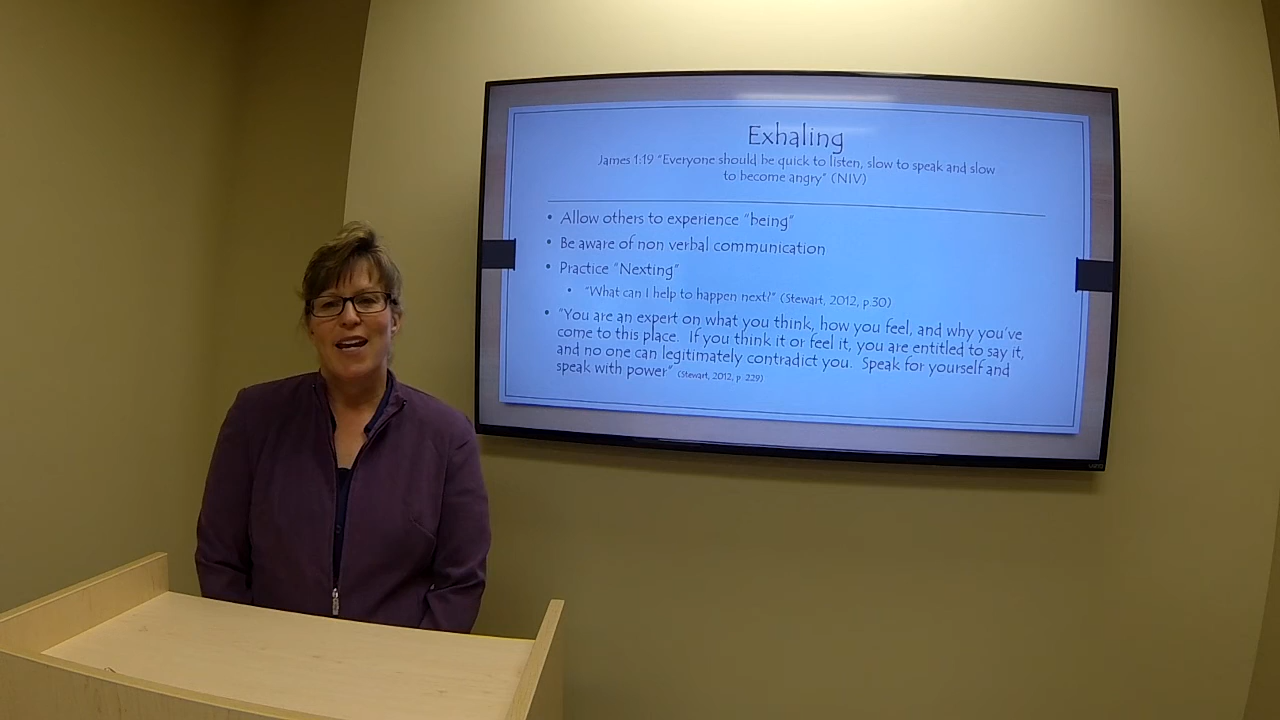 Exhaling
James 1:19 "Everyone should be quick to listen, slow to speak and slow
to become angry" (NIV)
• Allow others to experience "being"
• Be aware of non verbal communication
• Practice "Nexting"
• "What can I help to happen next?" (Stewart, 2012, p.30)
• "You are an expert on what you think, how you feel, and why you've
come to this place. If you think it or feel it, you are entitled to say it,
and no one can legitimately contradict you. Speak for yourself and
speak with power" (Stewart, 2012, p. 229)
VIZIO